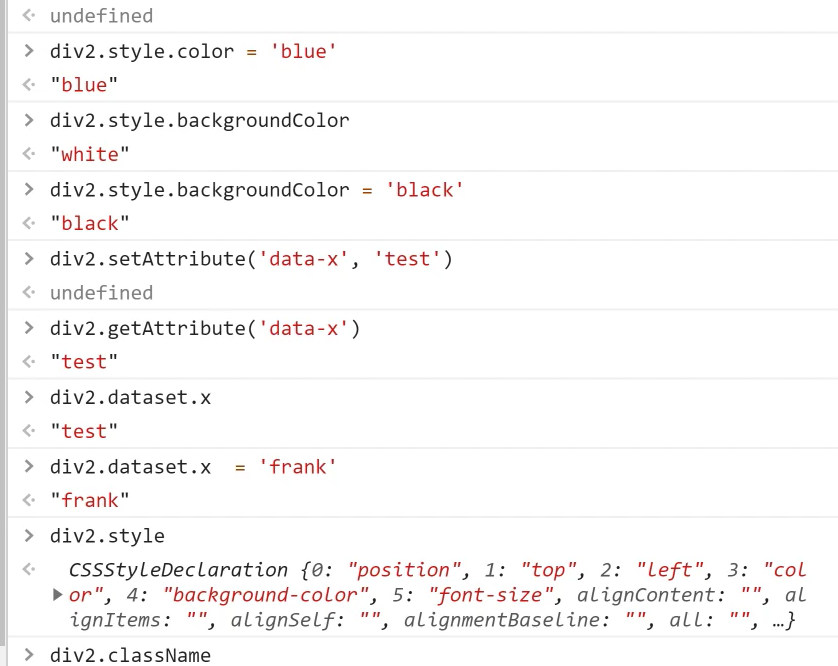 undefined
div2.style.color = 'blue'
"blue"
div2.style.backgroundColor
"white"
div2.style.backgroundColor = 'black'
"black"
div2.setAttribute('data-x', 'test')
undefined
div2.getAttribute('data-x')
"test"
div2.dataset.x
"test"
div2.dataset.x  = 'frank'
"frank"
div2.style
CSSStyleDeclaration {0: "position", 1: "top", 2: "left", 3: "col
or", 4: "background-color", 5: "font-size", alignContent: "", al
ignItems: "", alignSelf: "", alignmentBaseline: "", all: "", …}
div2.className